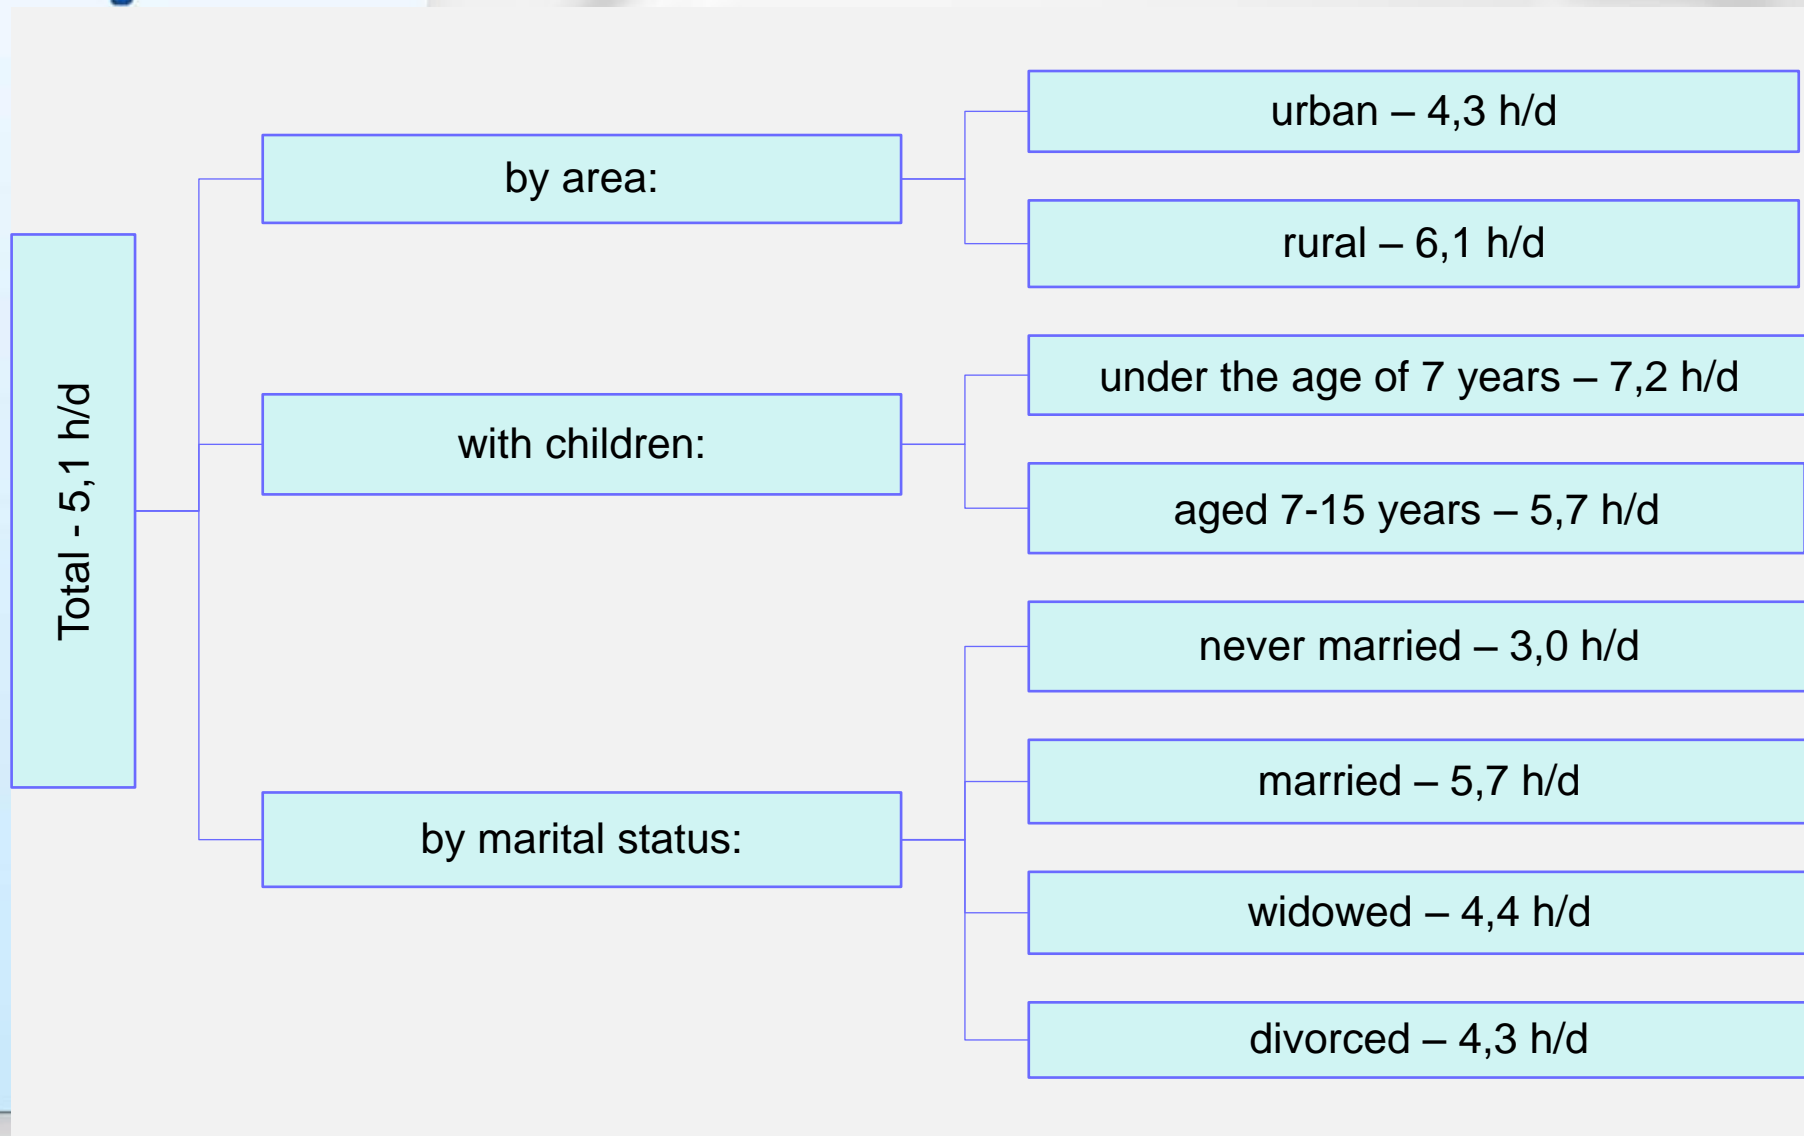 Total - 5,1 h/d
by area:
urban – 4,3 h/d
rural – 6,1 h/d
with children:
under the age of 7 years – 7,2 h/d
aged 7-15 years – 5,7 h/d
by marital status:
never married – 3,0 h/d
married – 5,7 h/d
widowed – 4,4 h/d
divorced – 4,3 h/d